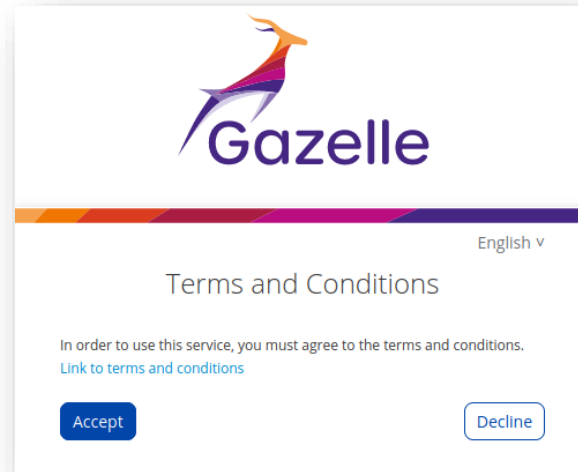 Gazelle
English v
Terms and Conditions
In order to use this service, you must agree to the terms and conditions.
Link to terms and conditions
Accept
Decline